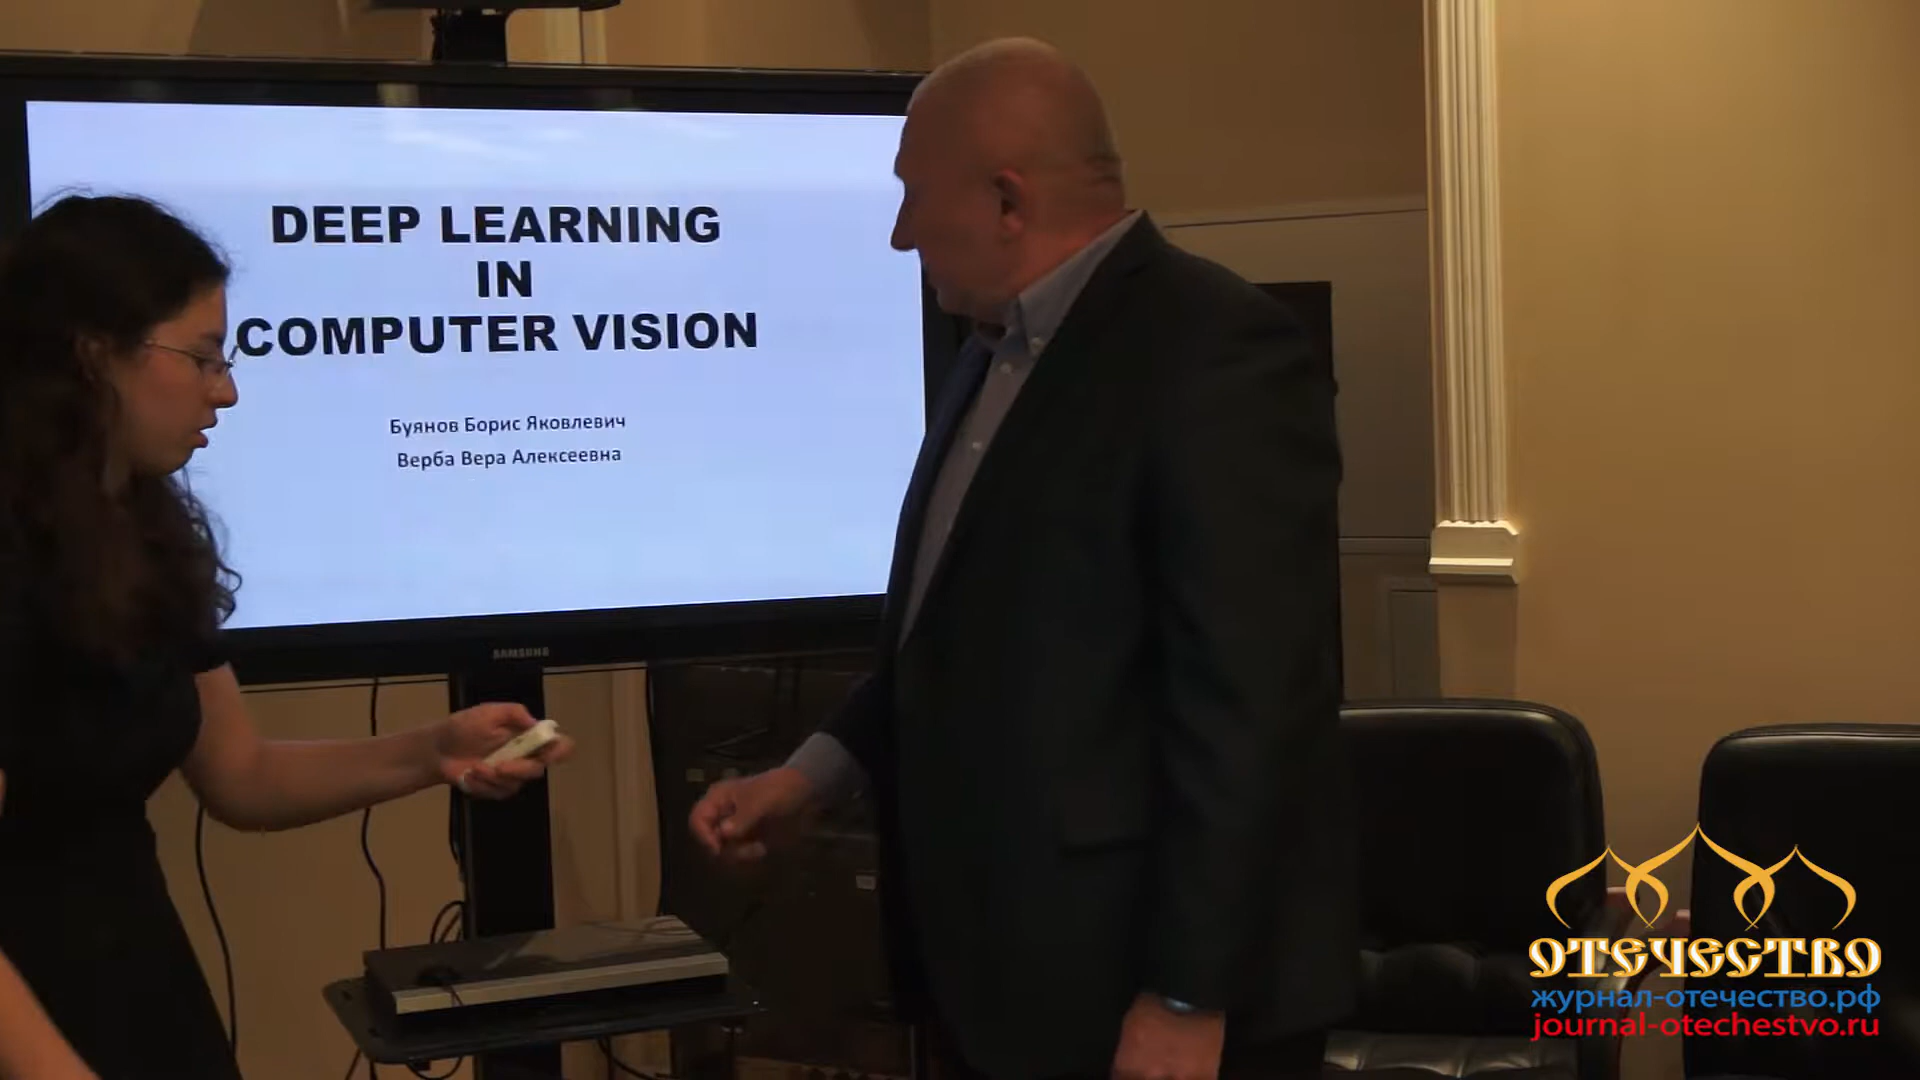 DEEP LEARNING
IN
COMPUTER VISION
Буянов Борис Яковлевич
Верба Вера Алексеевна
SAMSUNG
ОТЕЧЕСТВО
журнал-отечество.рф
journal-otechestvo.ru